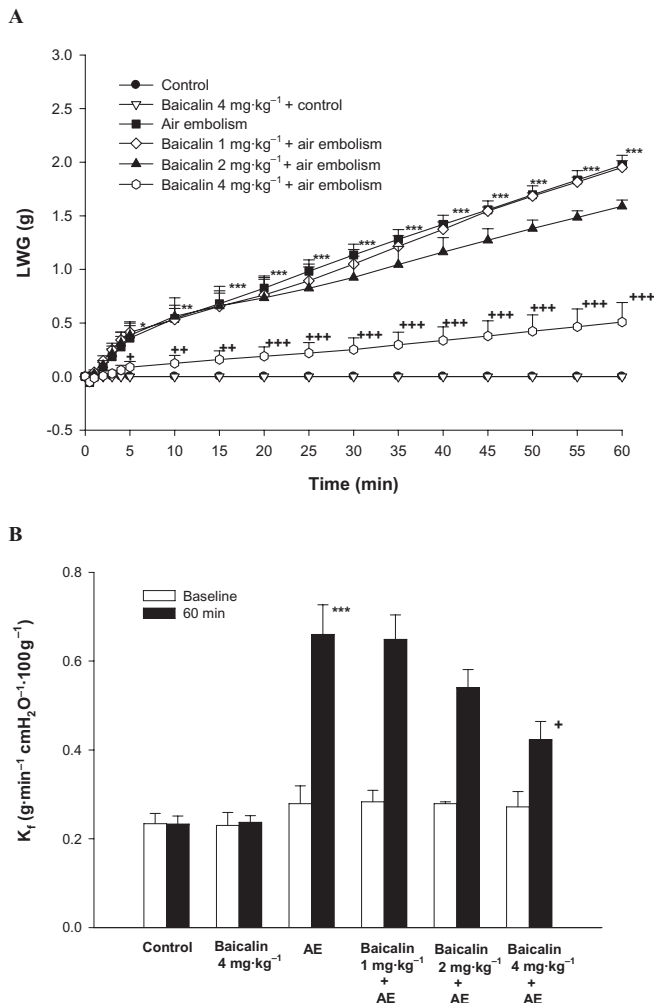 A
3.0
2.5
2.0
1.5
1.0
0.5
0.0
-0.5
LWG (g)
Control
Baicalin 4 mg·kg⁻¹ + control
Air embolism
Baicalin 1 mg·kg⁻¹ + air embolism
Baicalin 2 mg·kg⁻¹ + air embolism
Baicalin 4 mg·kg⁻¹ + air embolism
* ** *** *** *** *** *** *** *** *** *** ***
+ ++ ++ +++ +++ +++ +++ +++ +++ +++ +++ +++
0 5 10 15 20 25 30 35 40 45 50 55 60
Time (min)
B
0.8
0.6
0.4
0.2
0.0
K_f (g·min⁻¹ cmH₂O⁻¹·100g⁻¹)
Baseline
60 min
***
+
Control
Baicalin
4 mg·kg⁻¹
AE
Baicalin
1 mg·kg⁻¹
+
AE
Baicalin
2 mg·kg⁻¹
+
AE
Baicalin
4 mg·kg⁻¹
+
AE